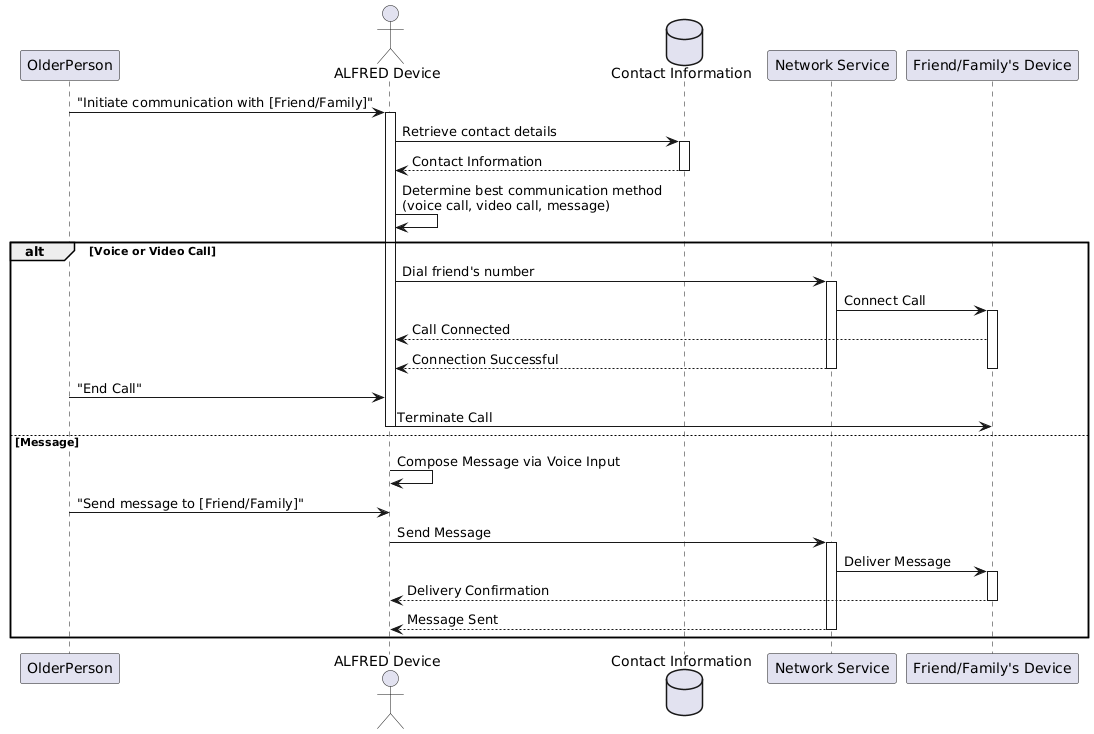 OlderPerson
ALFRED Device
Contact Information
Network Service
Friend/Family's Device
"Initiate communication with [Friend/Family]"
Retrieve contact details
Contact Information
Determine best communication method
(voice call, video call, message)
alt
[Voice or Video Call]
Dial friend's number
Connect Call
Call Connected
Connection Successful
"End Call"
Terminate Call
[Message]
Compose Message via Voice Input
"Send message to [Friend/Family]"
Send Message
Deliver Message
Delivery Confirmation
Message Sent
OlderPerson
ALFRED Device
Contact Information
Network Service
Friend/Family's Device